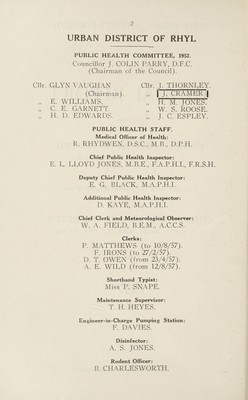 2
URBAN DISTRICT OF RHYL
PUBLIC HEALTH COMMITTEE, 1957.
Councillor J. COLIN PARRY, D.F.C.
(Chairman of the Council).
Cllr. GLYN VAUGHAN Cllr. J. THORNLEY.
(Chairman). „ J. CRAMER.
„ E. WILLIAMS. „ H. M. JONES.
„ C. E. GARNETT. „ W. S. ROOSE.
„ H. D. EDWARDS. „ J. C. ESPLEY.
PUBLIC HEALTH STAFF.
Medical Officer of Health:
R. RHYDWEN, D.S.C., M.B., D.P.H.
Chief Public Health Inspector:
E. L. LLOYD JONES, M.B.E., F.A.P.H.I., F.R.S.H.
Deputy Chief Public Health Inspector:
E. G. BLACK, M.A.P.H.I.
Additional Public Health Inspector:
D. KAYE, M.A.P.H.I.
Chief Clerk and Meteorological Observer:
W. A. FIELD, B.E.M., A.C.C.S.
Clerks:
P. MATTHEWS (to 10/8/57).
F. IRONS (to 27/2/57).
D. T. OWEN (from 23/4/57).
A. E. WILD (from 12/8/57).
Shorthand Typist:
Miss P. SNAPE.
Maintenance Supervisor:
T. H. HEYES.
Engineer-in-Charge Pumping Station:
F. DAVIES.
Disinfector:
A. S. JONES.
Rodent Officer:
B. CHARLESWORTH.